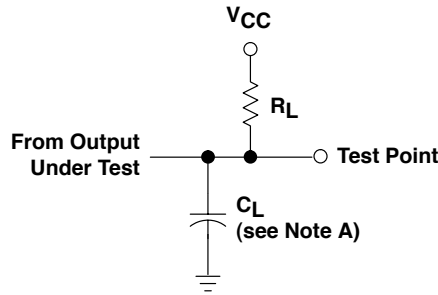 VCC
RL
From Output
Under Test
Test Point
CL
(see Note A)